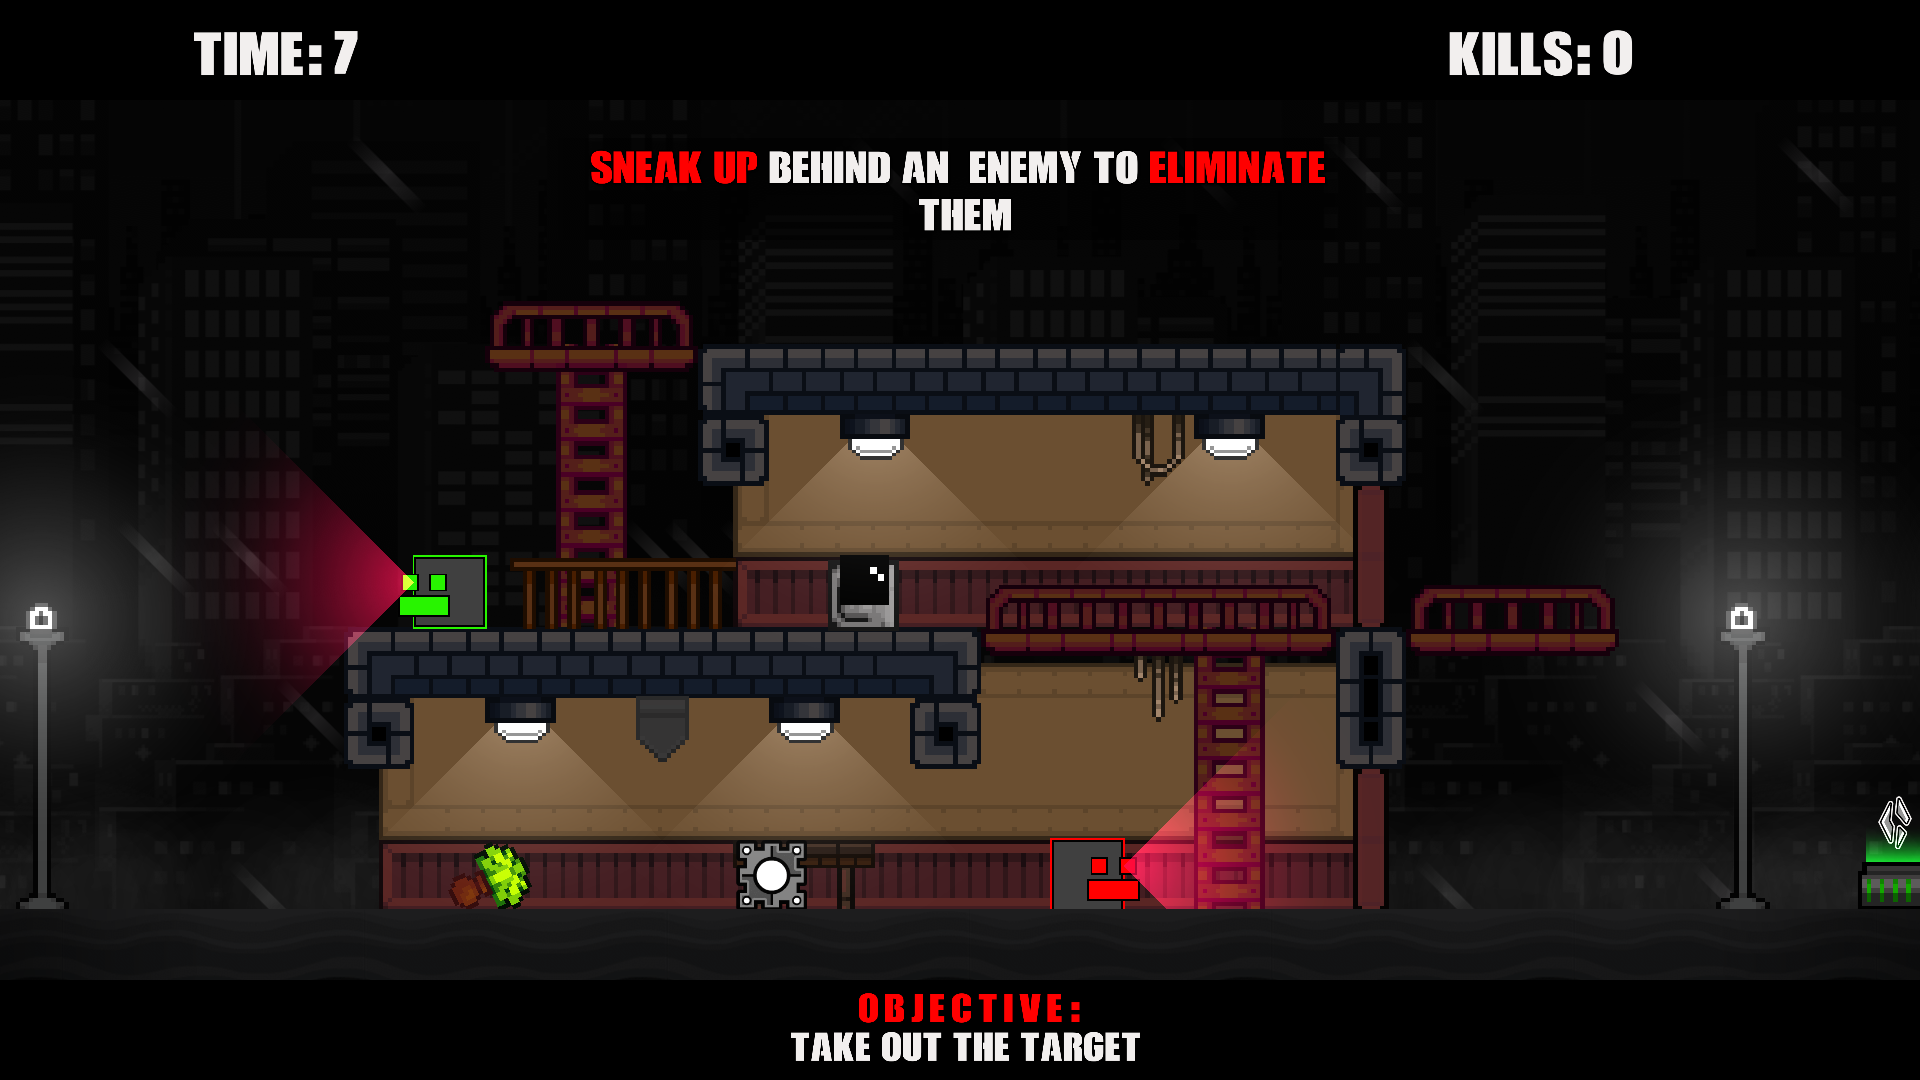 TIME: 7
KILLS: 0
SNEAK UP BEHIND AN ENEMY TO ELIMINATE
THEM
OBJECTIVE:
TAKE OUT THE TARGET